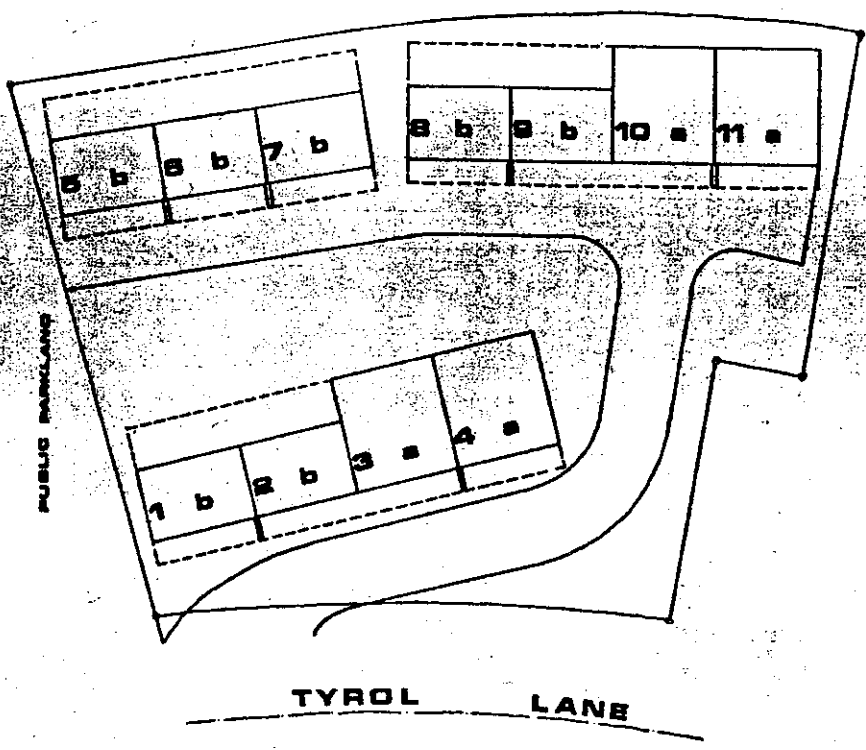 5 b
6 b
7 b
8 b
9 b
10 a
11 a
PUBLIC PARKLAND
1 b
2 b
3 a
4 a
TYROL LANE